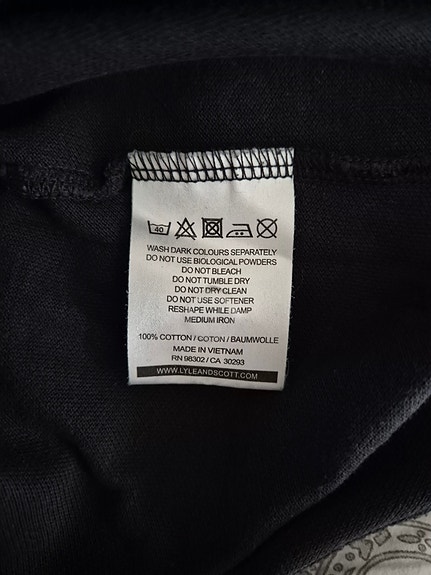 40
WASH DARK COLOURS SEPARATELY
DO NOT USE BIOLOGICAL POWDERS
DO NOT BLEACH
DO NOT TUMBLE DRY
DO NOT DRY CLEAN
DO NOT USE SOFTENER
RESHAPE WHILE DAMP
MEDIUM IRON
100% COTTON / COTON / BAUMWOLLE
MADE IN VIETNAM
RN 98302 / CA 30293
WWW.LYLEANDSCOTT.COM